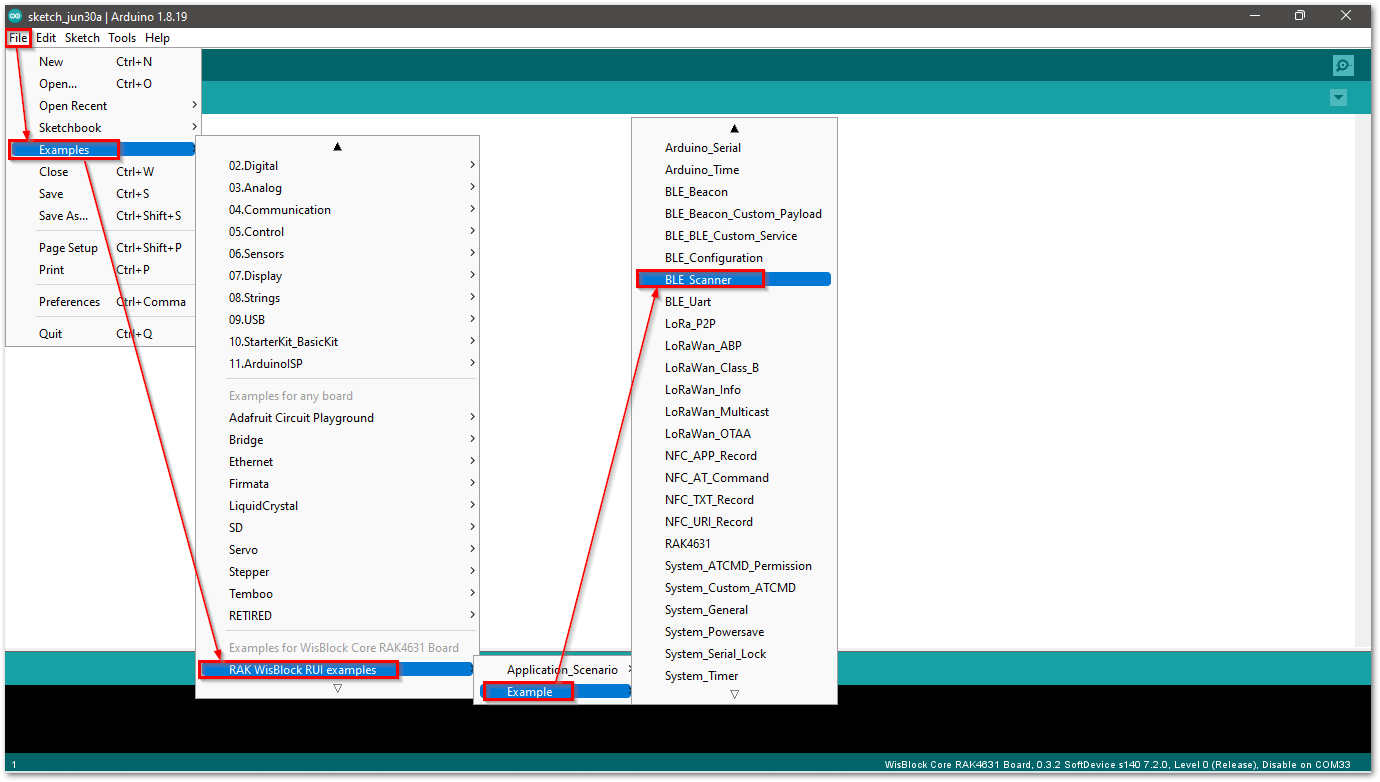 sketch_jun30a | Arduino 1.8.19
File Edit Sketch Tools Help
New Ctrl+N
Open... Ctrl+O
Open Recent
Sketchbook
Examples
Close Ctrl+W
Save Ctrl+S
Save As... Ctrl+Shift+S
Page Setup Ctrl+Shift+P
Print Ctrl+P
Preferences Ctrl+Comma
Quit Ctrl+Q
02.Digital
03.Analog
04.Communication
05.Control
06.Sensors
07.Display
08.Strings
09.USB
10.StarterKit_BasicKit
11.ArduinoISP
Examples for any board
Adafruit Circuit Playground
Bridge
Ethernet
Firmata
LiquidCrystal
SD
Servo
Stepper
Temboo
RETIRED
Examples for WisBlock Core RAK4631 Board
RAK WisBlock RUI examples
Application_Scenario
Example
Arduino_Serial
Arduino_Time
BLE_Beacon
BLE_Beacon_Custom_Payload
BLE_BLE_Custom_Service
BLE_Configuration
BLE_Scanner
BLE_Uart
LoRa_P2P
LoRaWan_ABP
LoRaWan_Class_B
LoRaWan_Info
LoRaWan_Multicast
LoRaWan_OTAA
NFC_APP_Record
NFC_AT_Command
NFC_TXT_Record
NFC_URI_Record
RAK4631
System_ATCMD_Permission
System_Custom_ATCMD
System_General
System_Powersave
System_Serial_Lock
System_Timer
1
WisBlock Core RAK4631 Board, 0.3.2 SoftDevice s140 7.2.0, Level 0 (Release), Disable on COM33